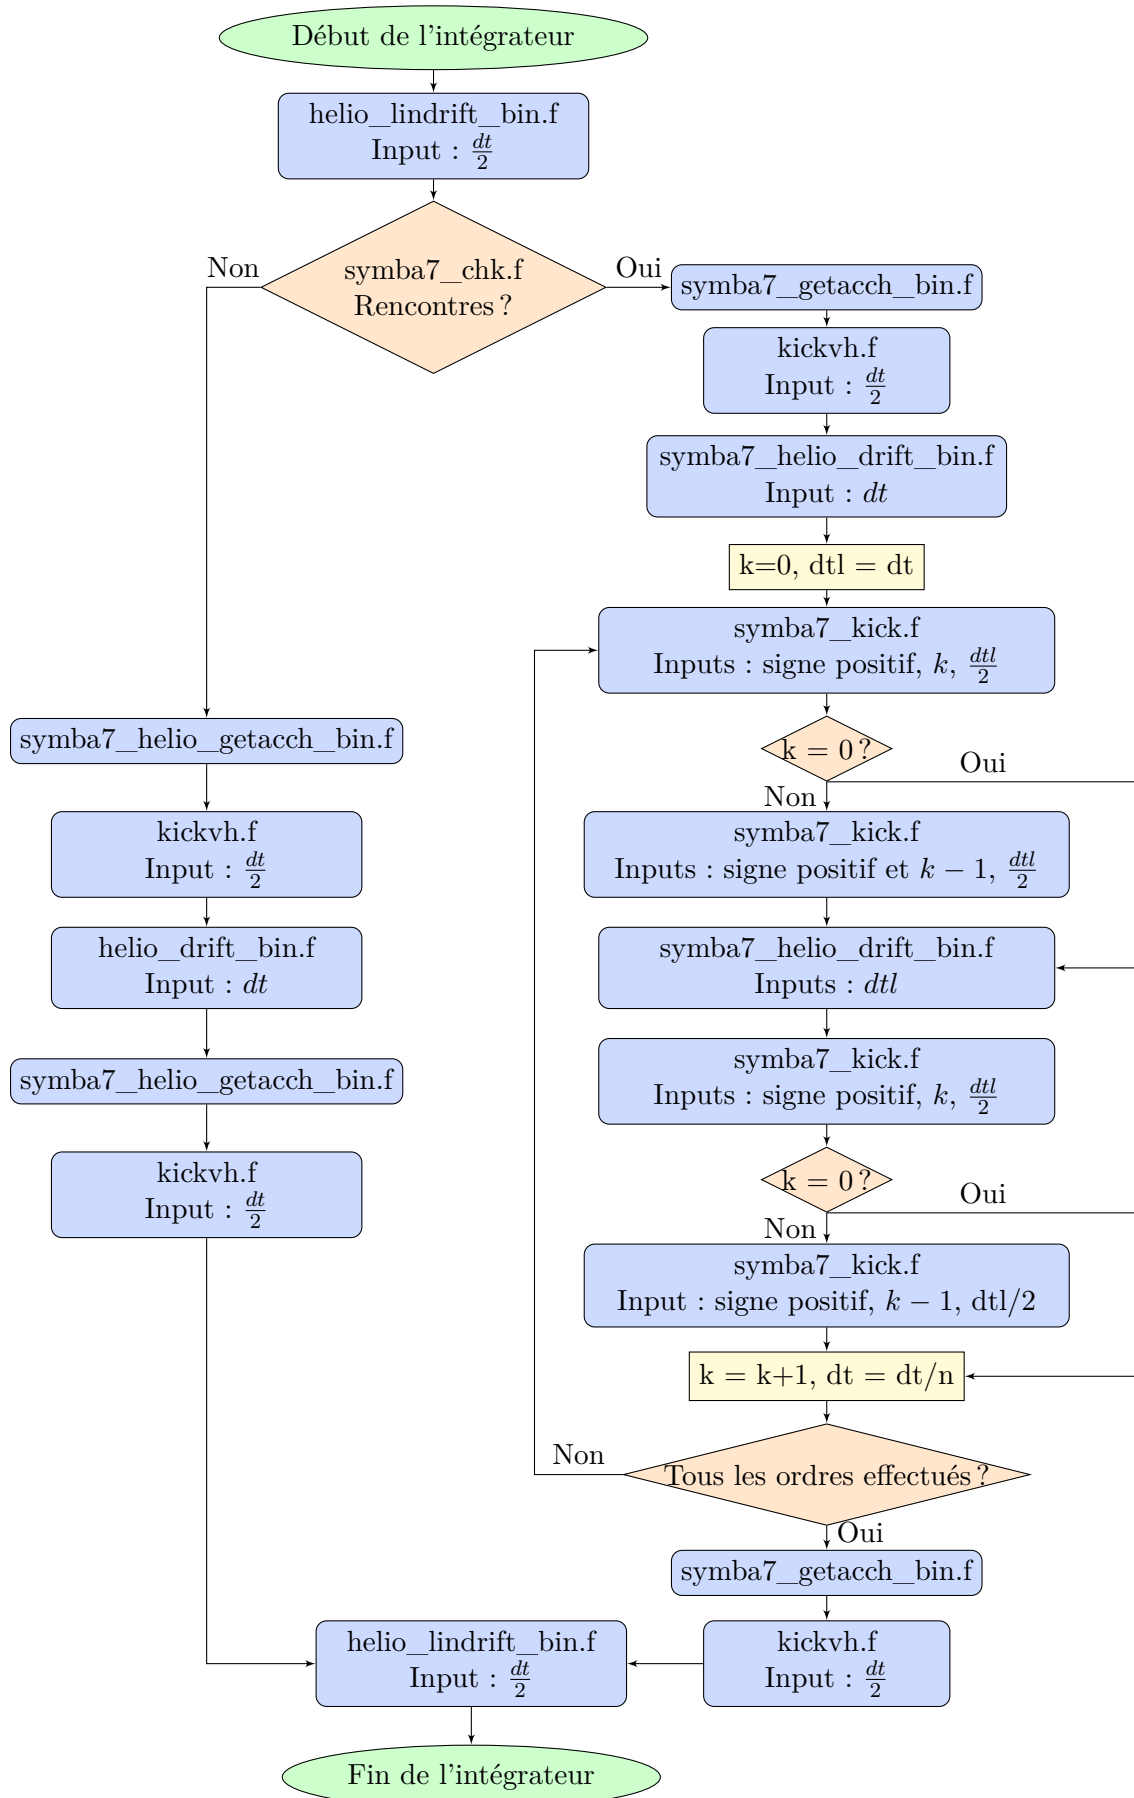 Début de l'intégrateur
helio_lindrift_bin.f
Input : dt/2
symba7_chk.f
Rencontres ?
Non
Oui
symba7_getacch_bin.f
kickvh.f
Input : dt/2
symba7_helio_drift_bin.f
Input : dt
k=0, dtl = dt
symba7_kick.f
Inputs : signe positif, k, dtl/2
k = 0 ?
Oui
Non
symba7_kick.f
Inputs : signe positif et k − 1, dtl/2
symba7_helio_drift_bin.f
Inputs : dtl
symba7_kick.f
Inputs : signe positif, k, dtl/2
k = 0 ?
Oui
Non
symba7_kick.f
Input : signe positif, k − 1, dtl/2
k = k+1, dt = dt/n
Tous les ordres effectués ?
Non
Oui
symba7_getacch_bin.f
kickvh.f
Input : dt/2
symba7_helio_getacch_bin.f
kickvh.f
Input : dt/2
helio_drift_bin.f
Input : dt
symba7_helio_getacch_bin.f
kickvh.f
Input : dt/2
helio_lindrift_bin.f
Input : dt/2
Fin de l'intégrateur